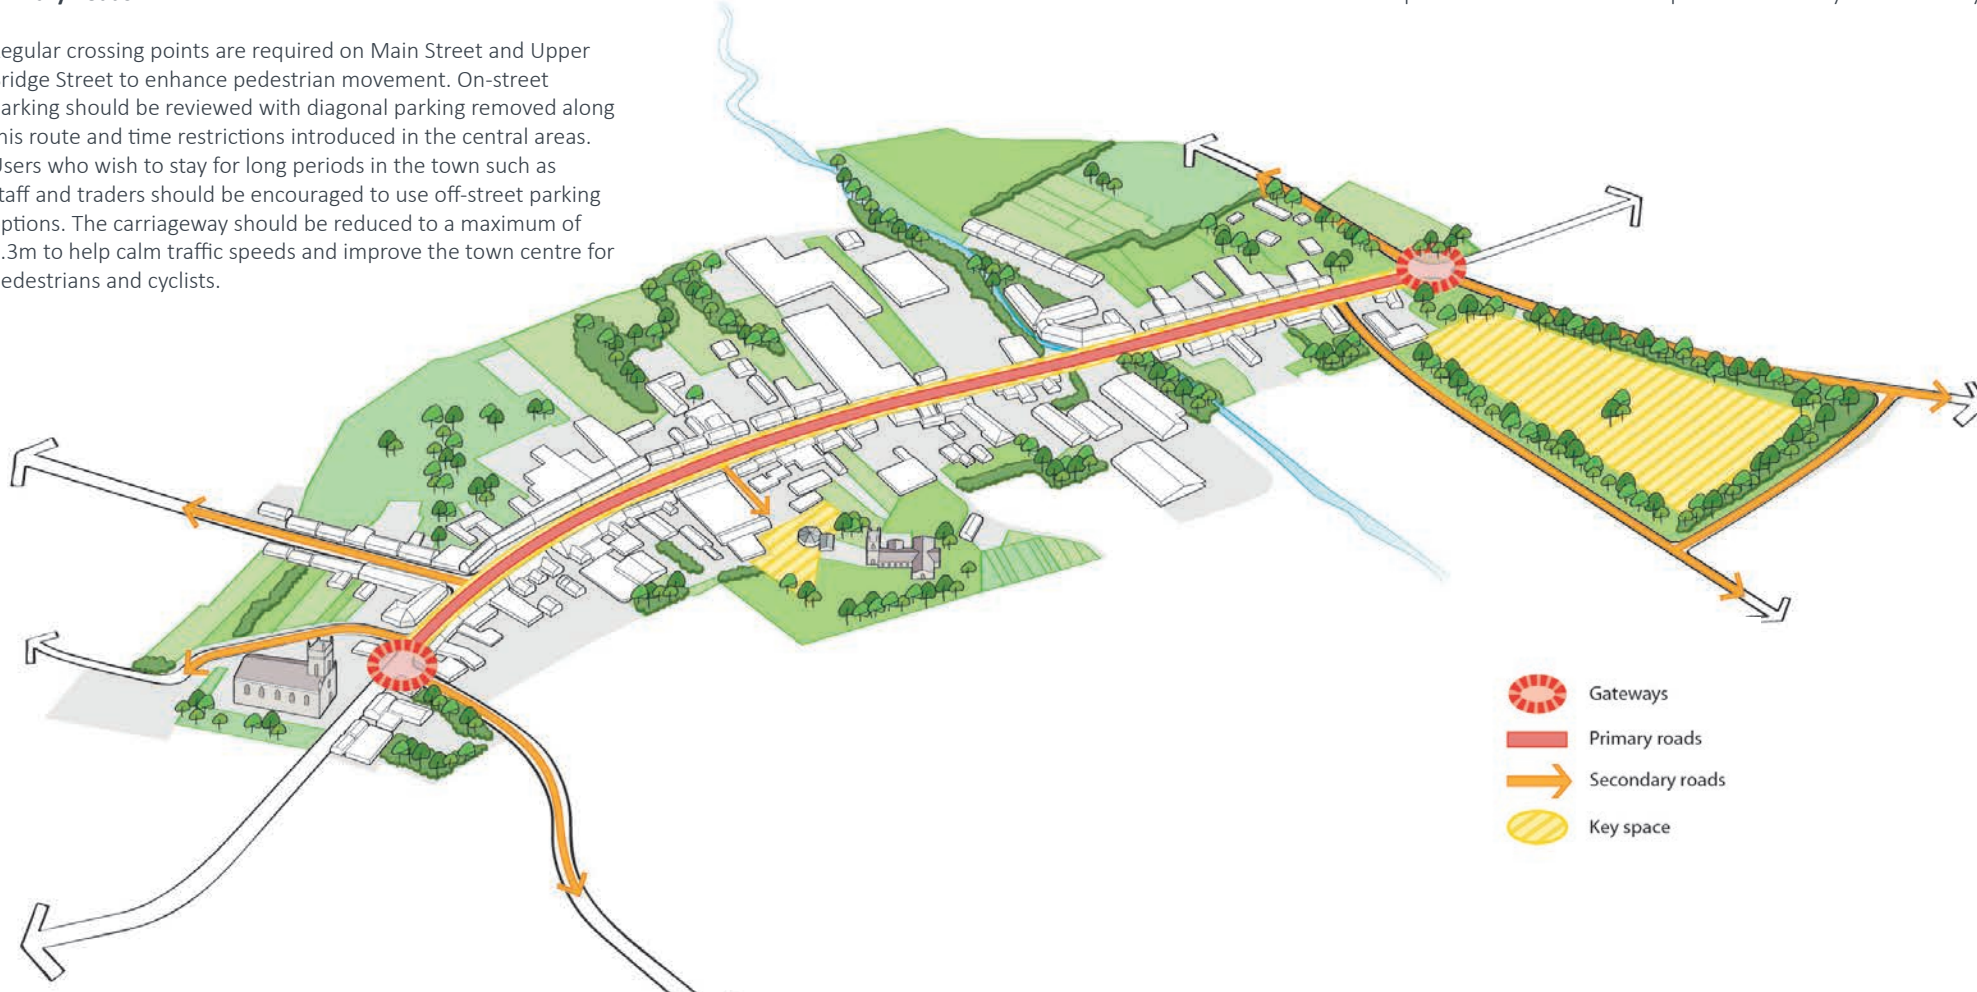 egular crossing points are required on Main Street and Upper
ridge Street to enhance pedestrian movement. On-street
arking should be reviewed with diagonal parking removed along
his route and time restrictions introduced in the central areas.
Users who wish to stay for long periods in the town such as
taff and traders should be encouraged to use off-street parking
ptions. The carriageway should be reduced to a maximum of
.3m to help calm traffic speeds and improve the town centre for
edestrians and cyclists.
Gateways
Primary roads
Secondary roads
Key space